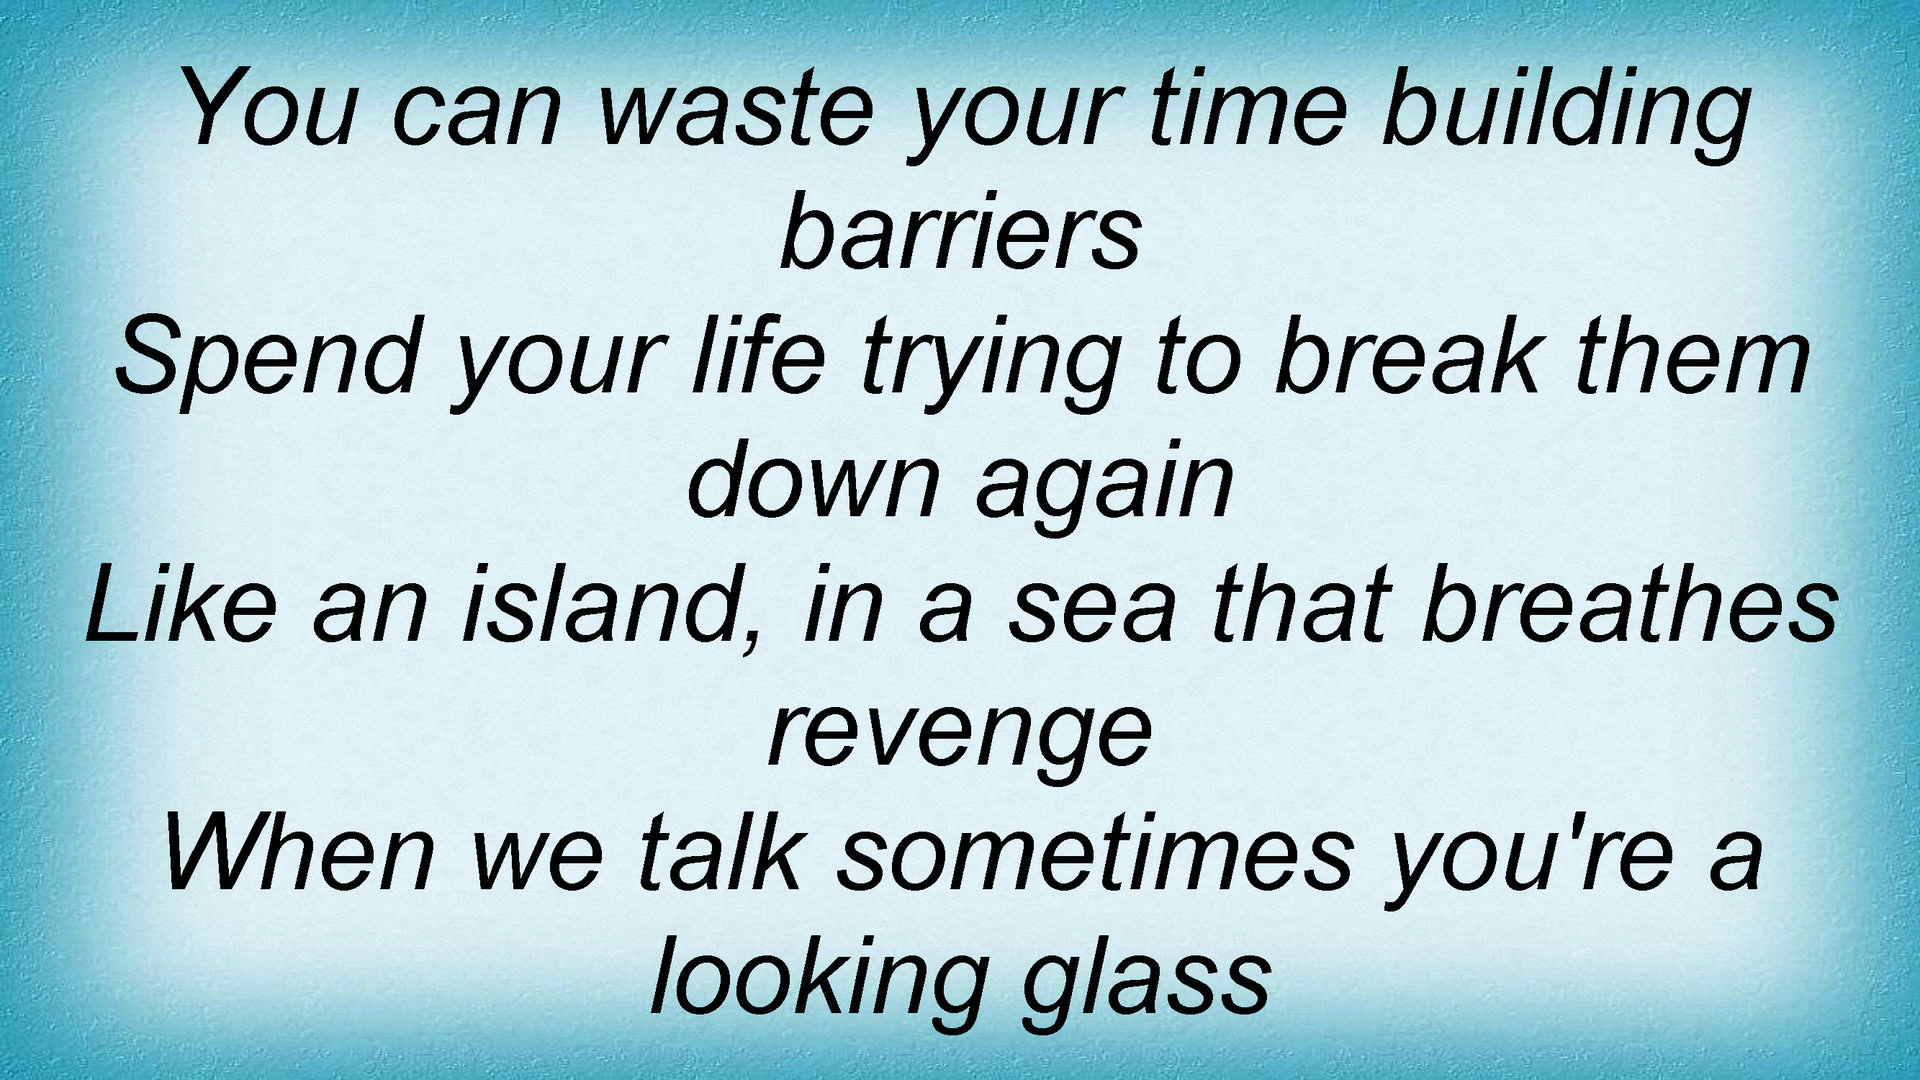 You can waste your time building
barriers
Spend your life trying to break them
down again
Like an island, in a sea that breathes
revenge
When we talk sometimes you're a
looking glass